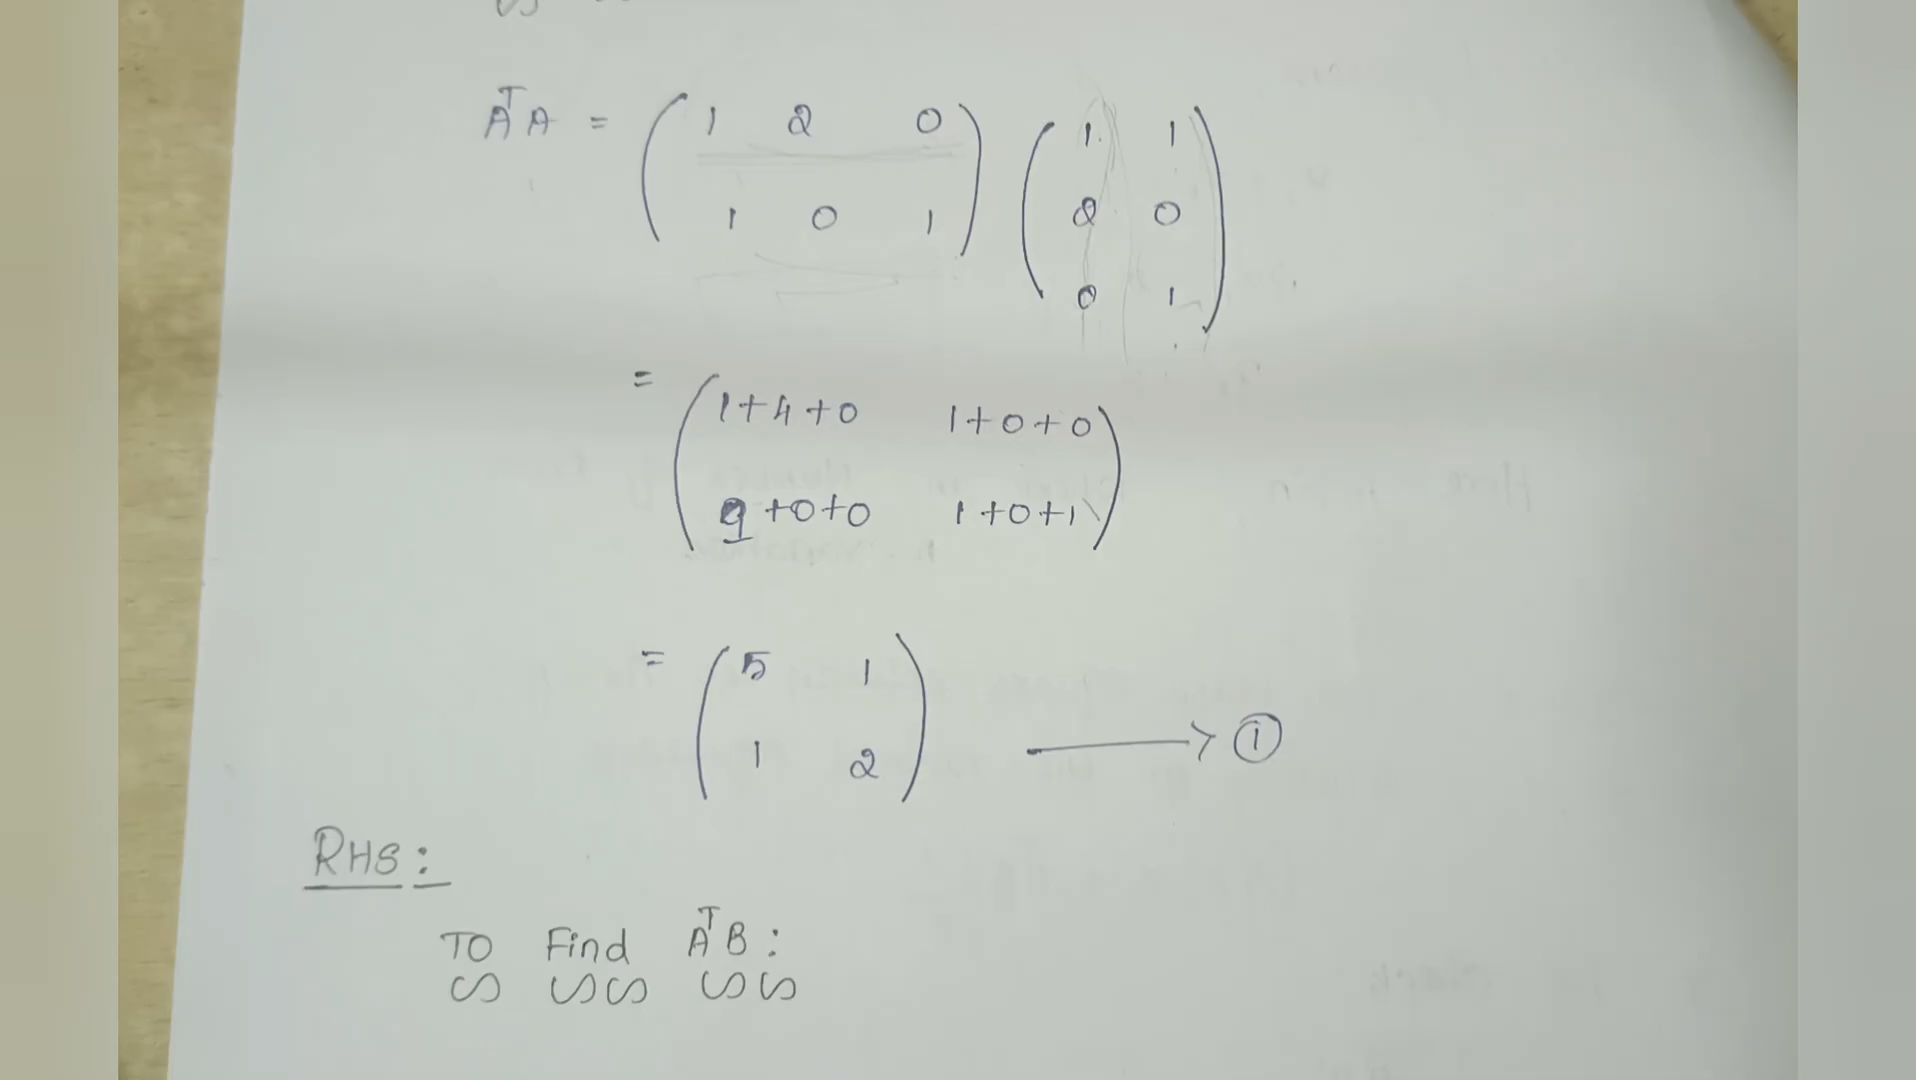 AᵀA = ( 1 2 0 ) ( 1 1 )
( 1 0 1 ) ( 2 0 )
( 0 1 )
= ( 1+4+0 1+0+0 )
( 1+0+0 1+0+1 )
= ( 5 1 )
( 1 2 ) ⟶ ①
RHS:
TO Find AᵀB: